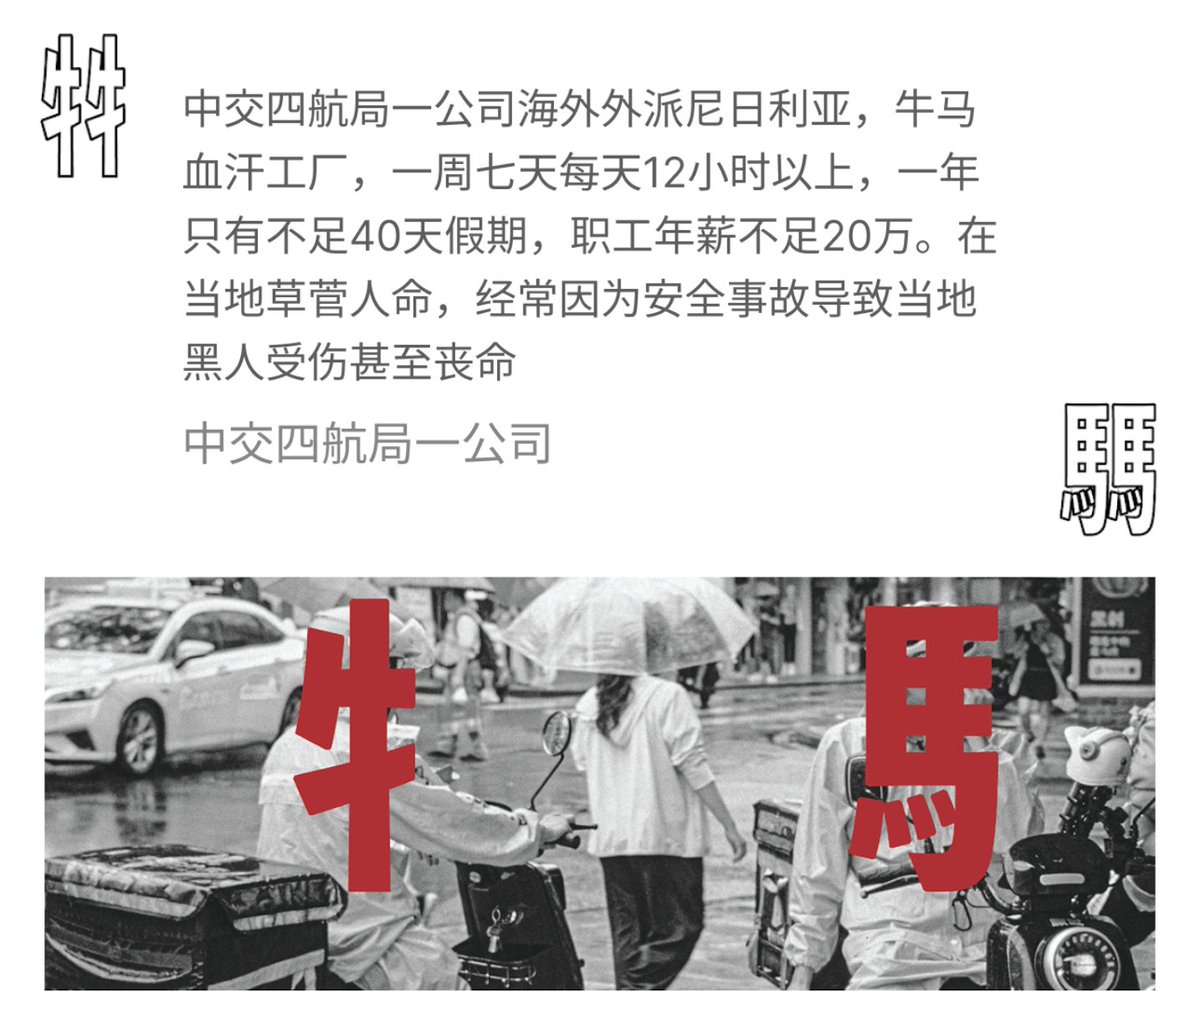 牛牛
中交四航局一公司海外外派尼日利亚，牛马
血汗工厂，一周七天每天12小时以上，一年
只有不足40天假期，职工年薪不足20万。在
当地草菅人命，经常因为安全事故导致当地
黑人受伤甚至丧命
中交四航局一公司
馬馬
牛 馬